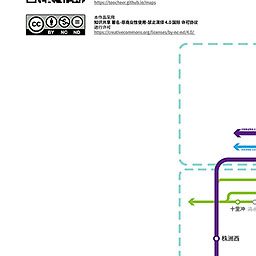 https://taecheer.github.io/maps
本作品采用
知识共享 署名-非商业性使用-禁止演绎 4.0 国际 许可协议
进行许可
https://creativecommons.org/licenses/by-nc-nd/4.0/
CC BY NC ND
十里冲
株洲西